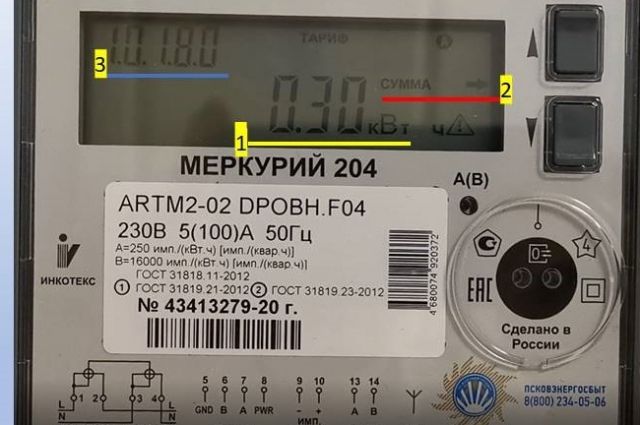 1.0.1.8.0 ТАРИФ
3
СУММА
2
0.30 кВт ч
1
МЕРКУРИЙ 204
ARTM2-02 DPOBH.F04
230В 5(100)А 50Гц
А=250 имп./(кВт.ч) [имп./(квар.ч)]
В=16000 имп./(кВт.ч) [имп./(квар.ч)]
ГОСТ 31818.11-2012
1 ГОСТ 31819.21-2012 2 ГОСТ 31819.23-2012
№ 43413279-20 г.
4680074920372
A(B)
ИНКОТЕКС
EAC
4
Сделано в
России
L
N
1 2 3 4
L
N
5 6 7 8 9 10 13 14
GND B A PWR - + A B
ИМП.
ПСКОВЭНЕРГОСБЫТ
8(800) 234-05-06